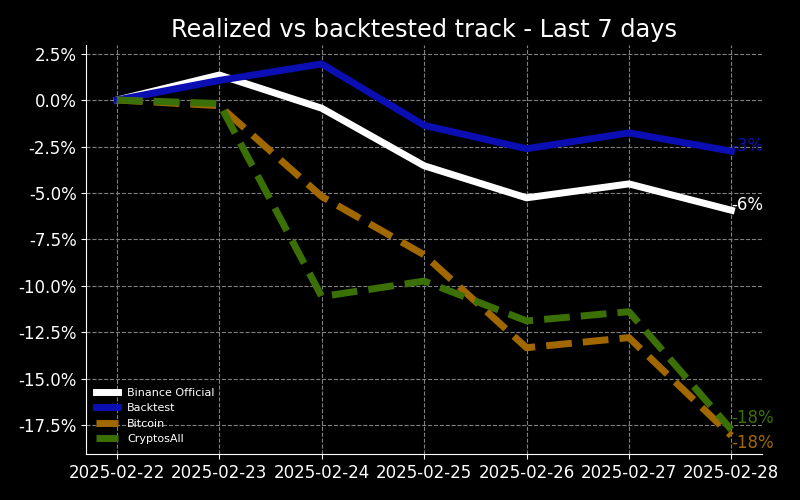 Realized vs backtested track - Last 7 days
2.5%
0.0%
-2.5%
-5.0%
-7.5%
-10.0%
-12.5%
-15.0%
-17.5%
-3%
-6%
-18%
-18%
Binance Official
Backtest
Bitcoin
CryptosAll
2025-02-22 2025-02-23 2025-02-24 2025-02-25 2025-02-26 2025-02-27 2025-02-28